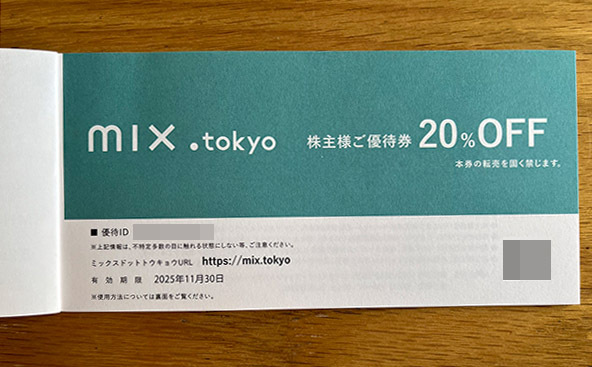 mix.tokyo
株主様ご優待券 20%OFF
本券の転売を固く禁じます。
■ 優待ID
※上記情報は、不特定多数の目に触れる状態にしない等、ご注意ください。
ミックスドットトウキョウURL https://mix.tokyo
有効期限 2025年11月30日
※使用方法については裏面をご覧ください。